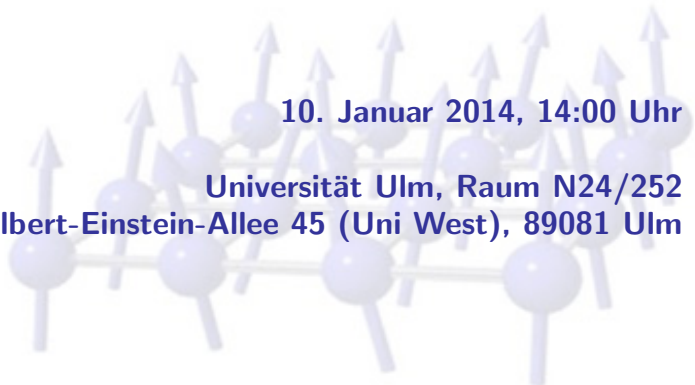 10. Januar 2014, 14:00 Uhr
Universität Ulm, Raum N24/252
lbert-Einstein-Allee 45 (Uni West), 89081 Ulm